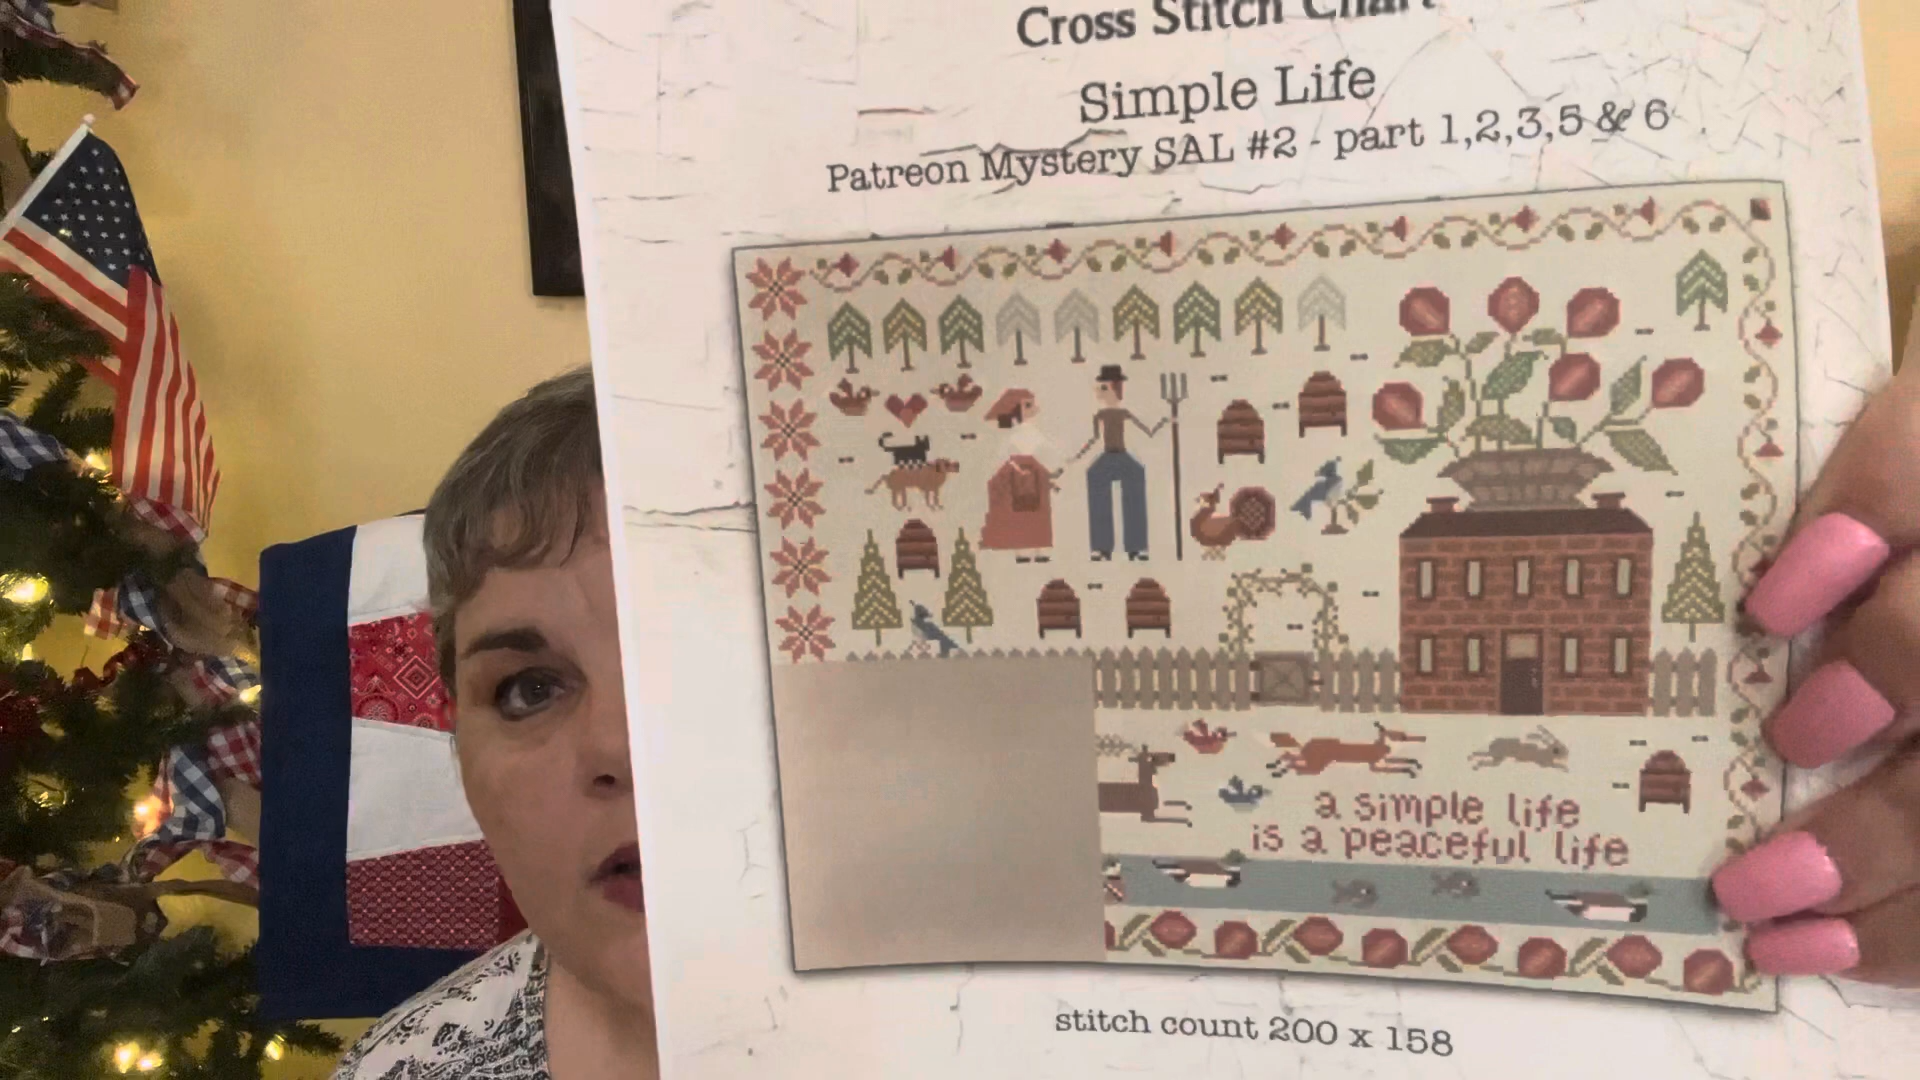 Cross Stitch Chart
Simple Life
Patreon Mystery SAL #2 - part 1,2,3,5 & 6
a simple life
is a peaceful life
stitch count 200 x 158